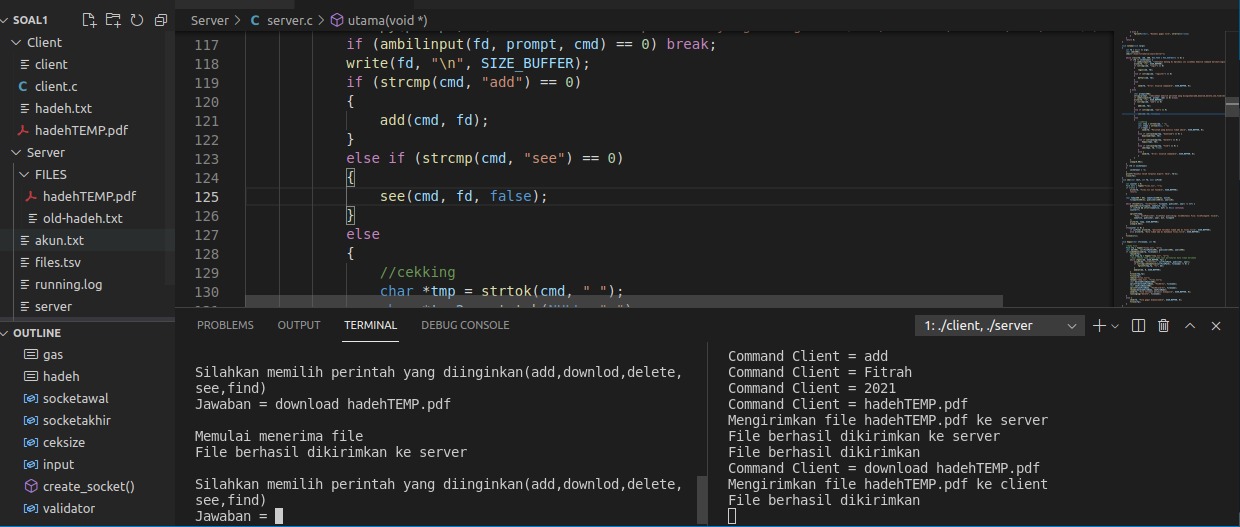 SOAL1
Client
client
C client.c
hadeh.txt
hadehTEMP.pdf
Server
FILES
hadehTEMP.pdf
old-hadeh.txt
akun.txt
files.tsv
running.log
server
OUTLINE
gas
hadeh
socketawal
socketakhir
ceksize
input
create_socket()
validator
Server > C server.c > utama(void *)
117 if (ambilinput(fd, prompt, cmd) == 0) break;
118 write(fd, "\n", SIZE_BUFFER);
119 if (strcmp(cmd, "add") == 0)
120 {
121 add(cmd, fd);
122 }
123 else if (strcmp(cmd, "see") == 0)
124 {
125 see(cmd, fd, false);
126 }
127 else
128 {
129 //cekking
130 char *tmp = strtok(cmd, " ");
PROBLEMS OUTPUT TERMINAL DEBUG CONSOLE
1: ./client, ./server
Silahkan memilih perintah yang diinginkan(add,downlod,delete,
see,find)
Jawaban = download hadehTEMP.pdf
Memulai menerima file
File berhasil dikirimkan ke server
Silahkan memilih perintah yang diinginkan(add,downlod,delete,
see,find)
Jawaban =
Command Client = add
Command Client = Fitrah
Command Client = 2021
Command Client = hadehTEMP.pdf
Mengirimkan file hadehTEMP.pdf ke server
File berhasil dikirimkan ke server
File berhasil dikirimkan
Command Client = download hadehTEMP.pdf
Mengirimkan file hadehTEMP.pdf ke client
File berhasil dikirimkan